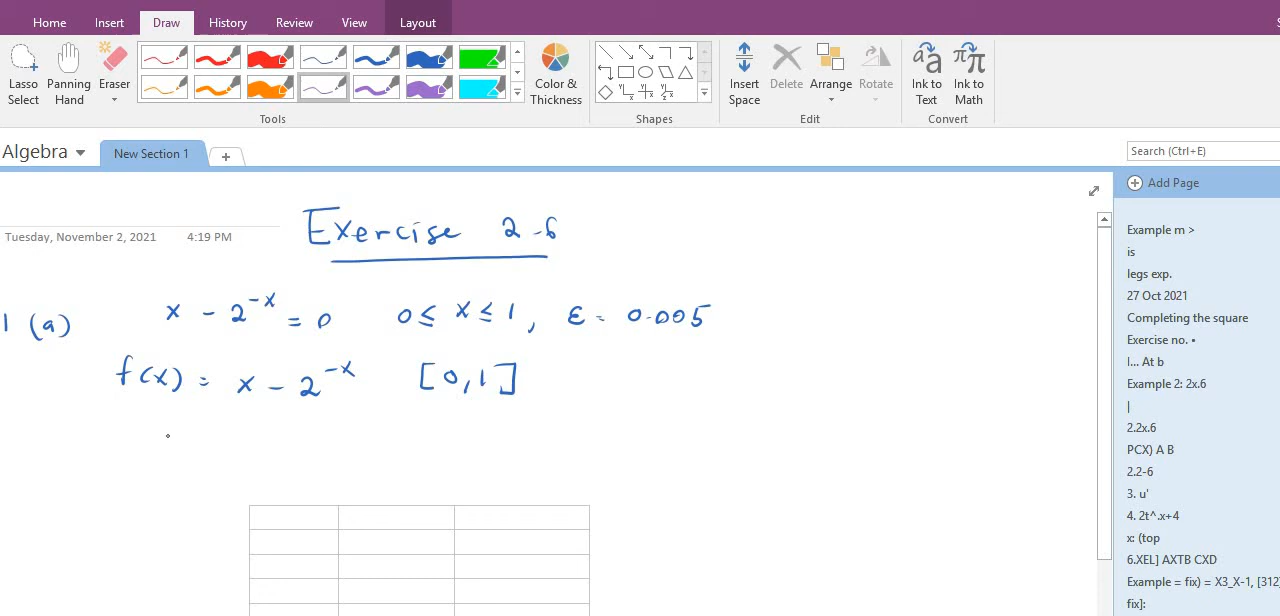 Home Insert Draw History Review View Layout
Lasso Select
Panning Hand
Eraser
Color & Thickness
Insert Space
Delete
Arrange
Rotate
Ink to Text
Ink to Math
Tools Shapes Edit Convert
Algebra New Section 1 +
Search (Ctrl+E)
Add Page
Tuesday, November 2, 2021 4:19 PM
Exercise 2.6
1 (a) x - 2^{-x} = 0 0 ≤ x ≤ 1, ε = 0.005
f(x) = x - 2^{-x} [0,1]
Example m >
is
legs exp.
27 Oct 2021
Completing the square
Exercise no. •
I... At b
Example 2: 2x.6
|
2.2x.6
PCX) A B
2.2-6
3. u'
4. 2t^.x+4
x: (top
6.XEL] AXTB CXD
Example = fix) = X3_X-1, [312]
fix]: